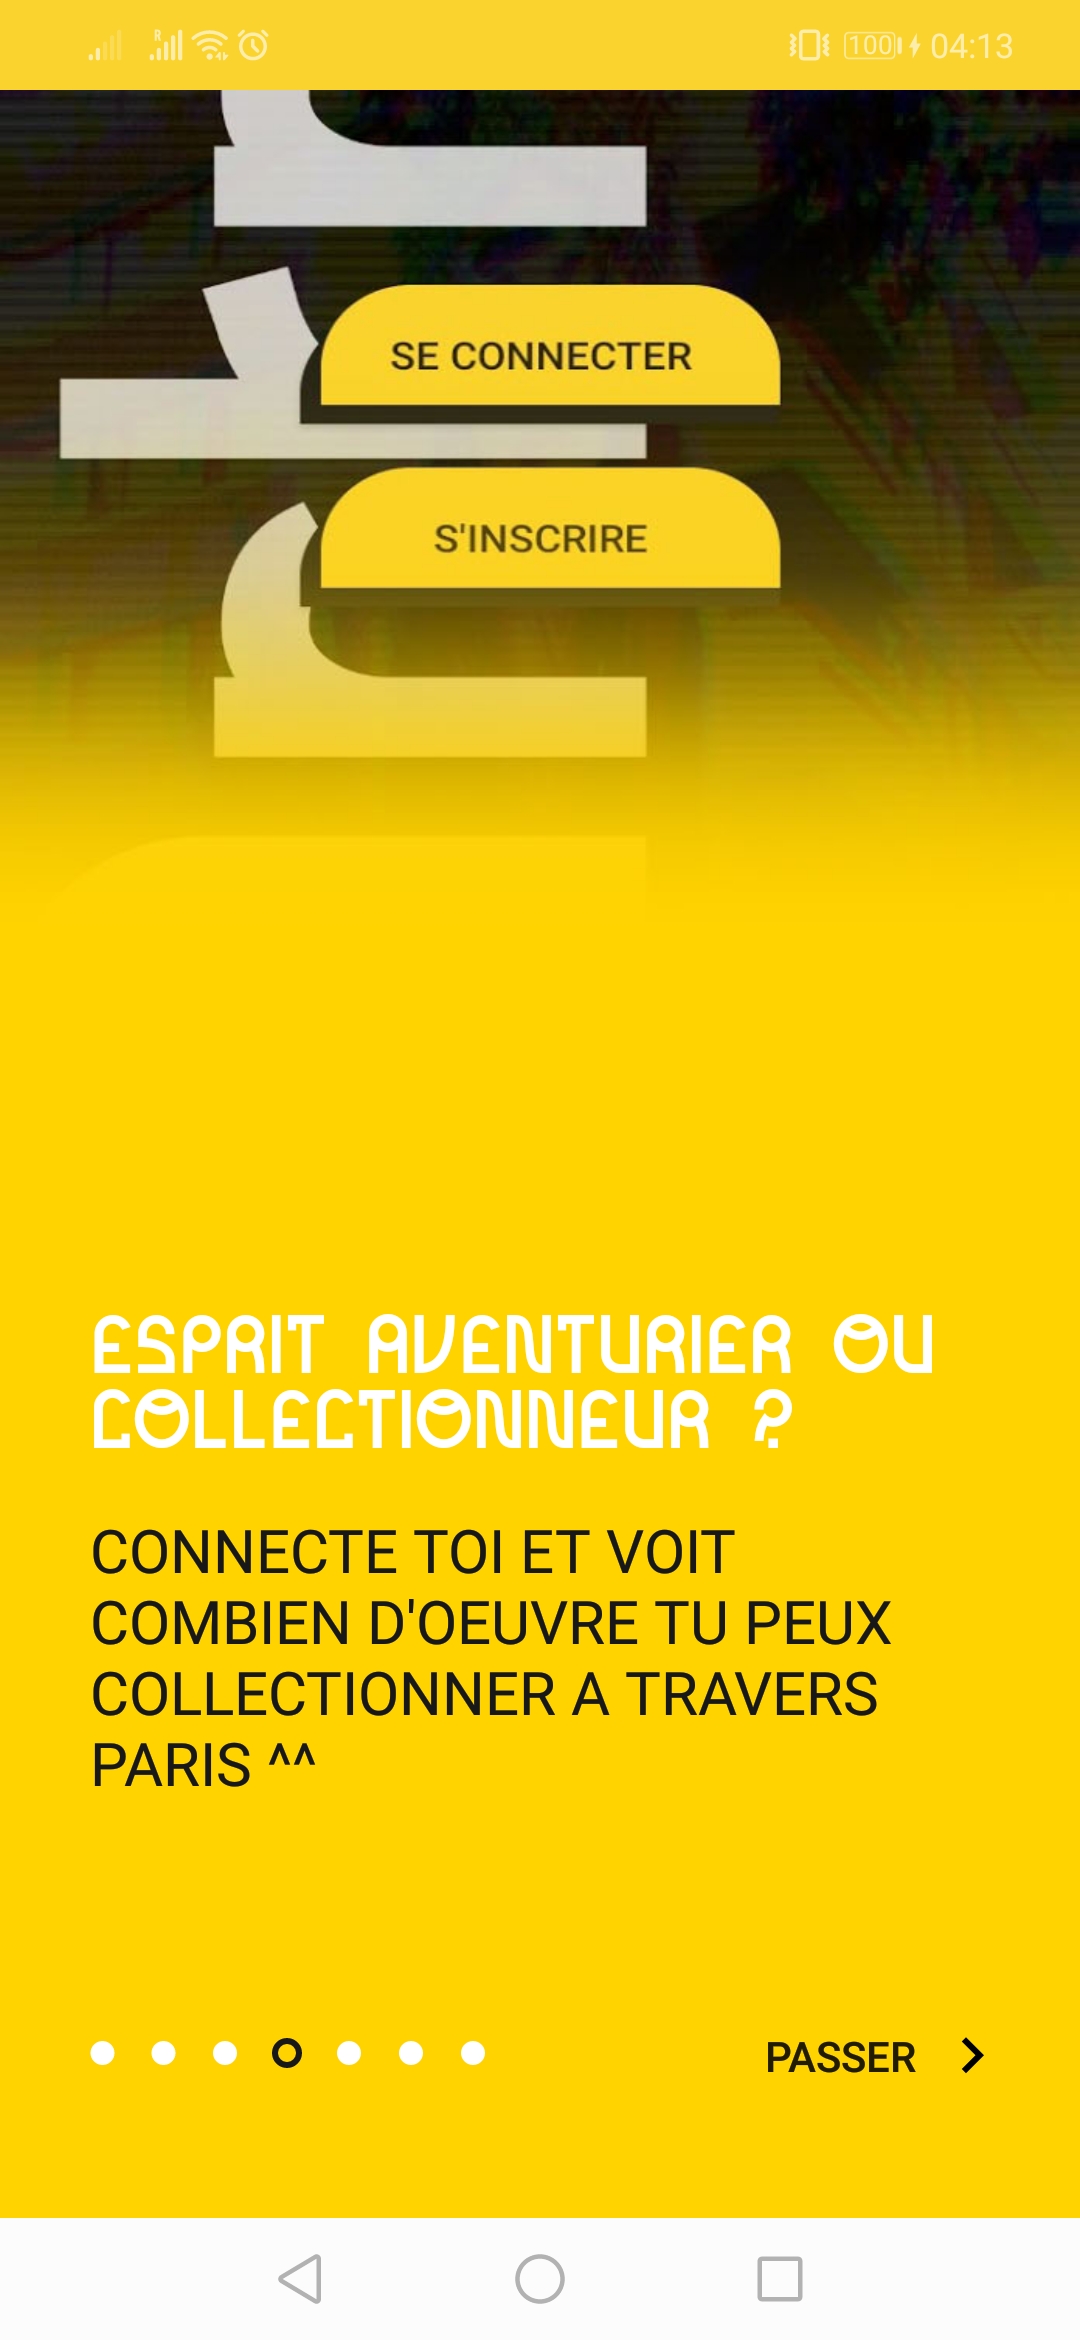 R
100 04:13
SE CONNECTER
S'INSCRIRE
ESPRIT AVENTURIER OU
COLLECTIONNEUR ?
CONNECTE TOI ET VOIT
COMBIEN D'OEUVRE TU PEUX
COLLECTIONNER A TRAVERS
PARIS ^^
PASSER